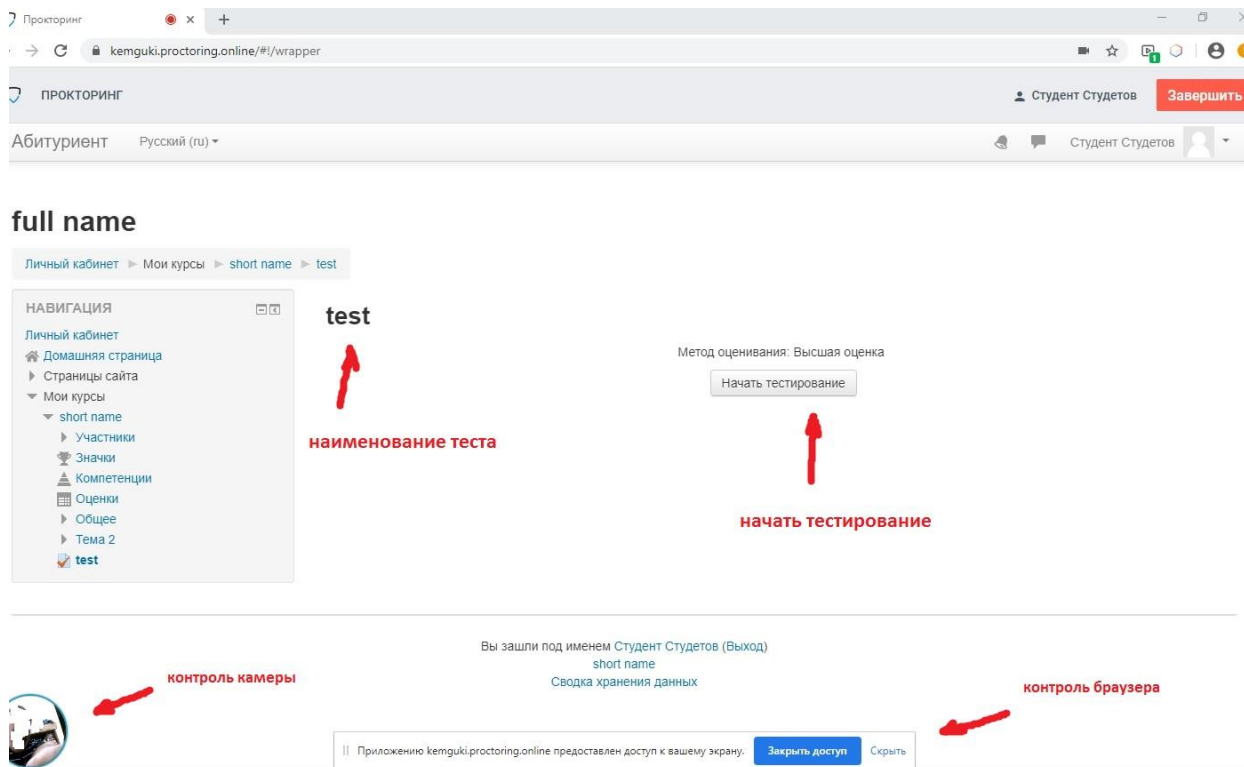 Прокторинг
kemguki.proctoring.online/#!/wrapper
1
ПРОКТОРИНГ
Студент Студетов
Завершить
Абитуриент
Русский (ru)
Студент Студетов
full name
Личный кабинет ► Мои курсы ► short name ► test
НАВИГАЦИЯ
Личный кабинет
Домашняя страница
Страницы сайта
Мои курсы
short name
Участники
Значки
Компетенции
Оценки
Общее
Тема 2
test
test
наименование теста
Метод оценивания: Высшая оценка
Начать тестирование
начать тестирование
Вы зашли под именем Студент Студетов (Выход)
short name
Сводка хранения данных
контроль камеры
контроль браузера
Приложению kemguki.proctoring.online предоставлен доступ к вашему экрану.
Закрыть доступ
Скрыть